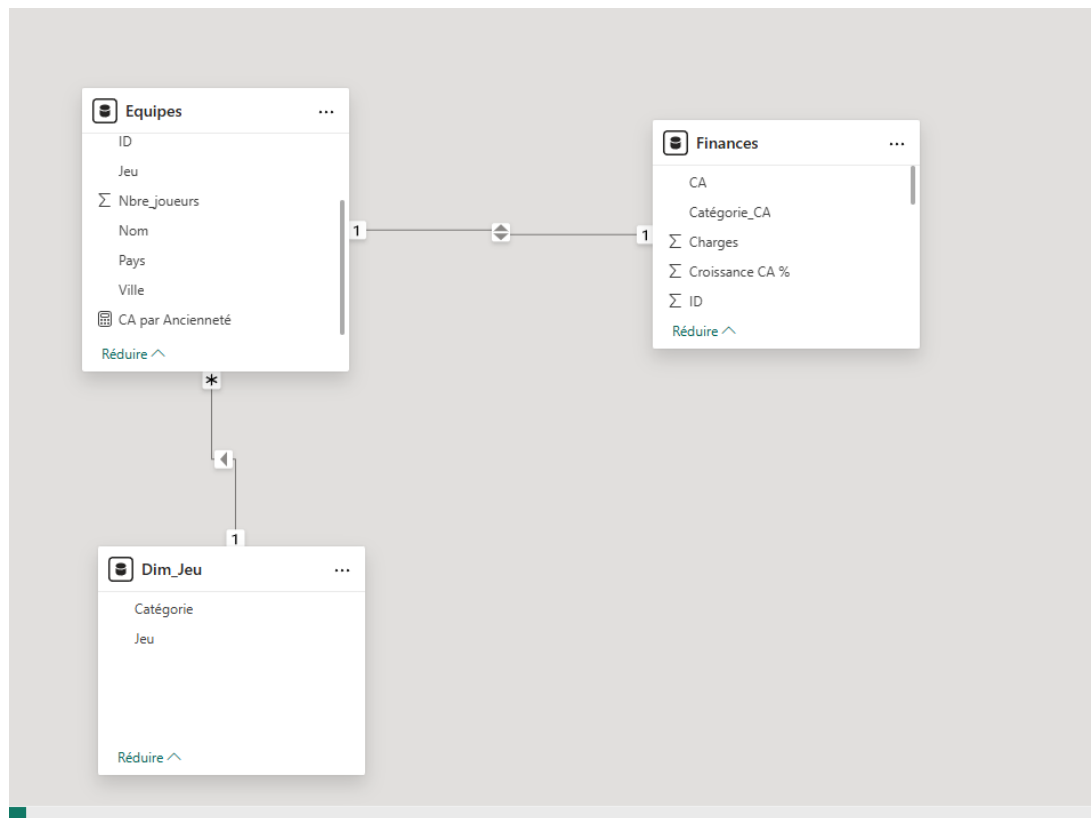 Equipes
...
ID
Jeu
Σ Nbre_joueurs
Nom
Pays
Ville
CA par Ancienneté
Réduire
1
1
Finances
...
CA
Catégorie_CA
Σ Charges
Σ Croissance CA %
Σ ID
Réduire
*
1
Dim_Jeu
...
Catégorie
Jeu
Réduire